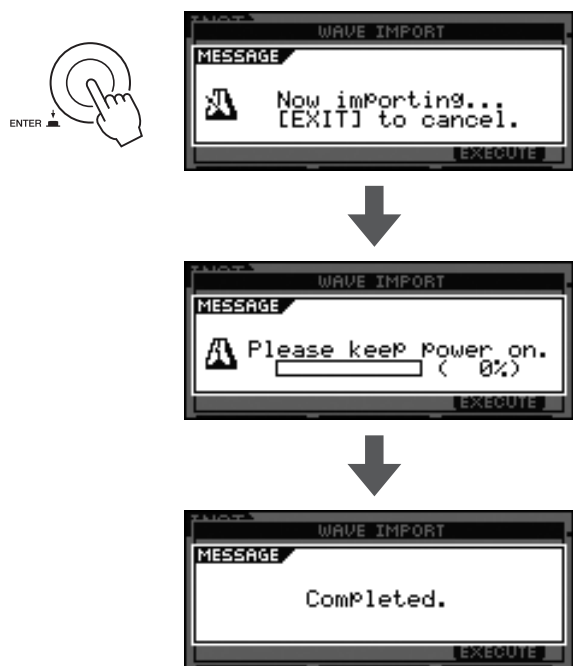 ENTER
WAVE IMPORT
MESSAGE
Now importing...
[EXIT] to cancel.
EXECUTE
WAVE IMPORT
MESSAGE
Please keep power on.
( 0%)
EXECUTE
WAVE IMPORT
MESSAGE
Completed.
EXECUTE